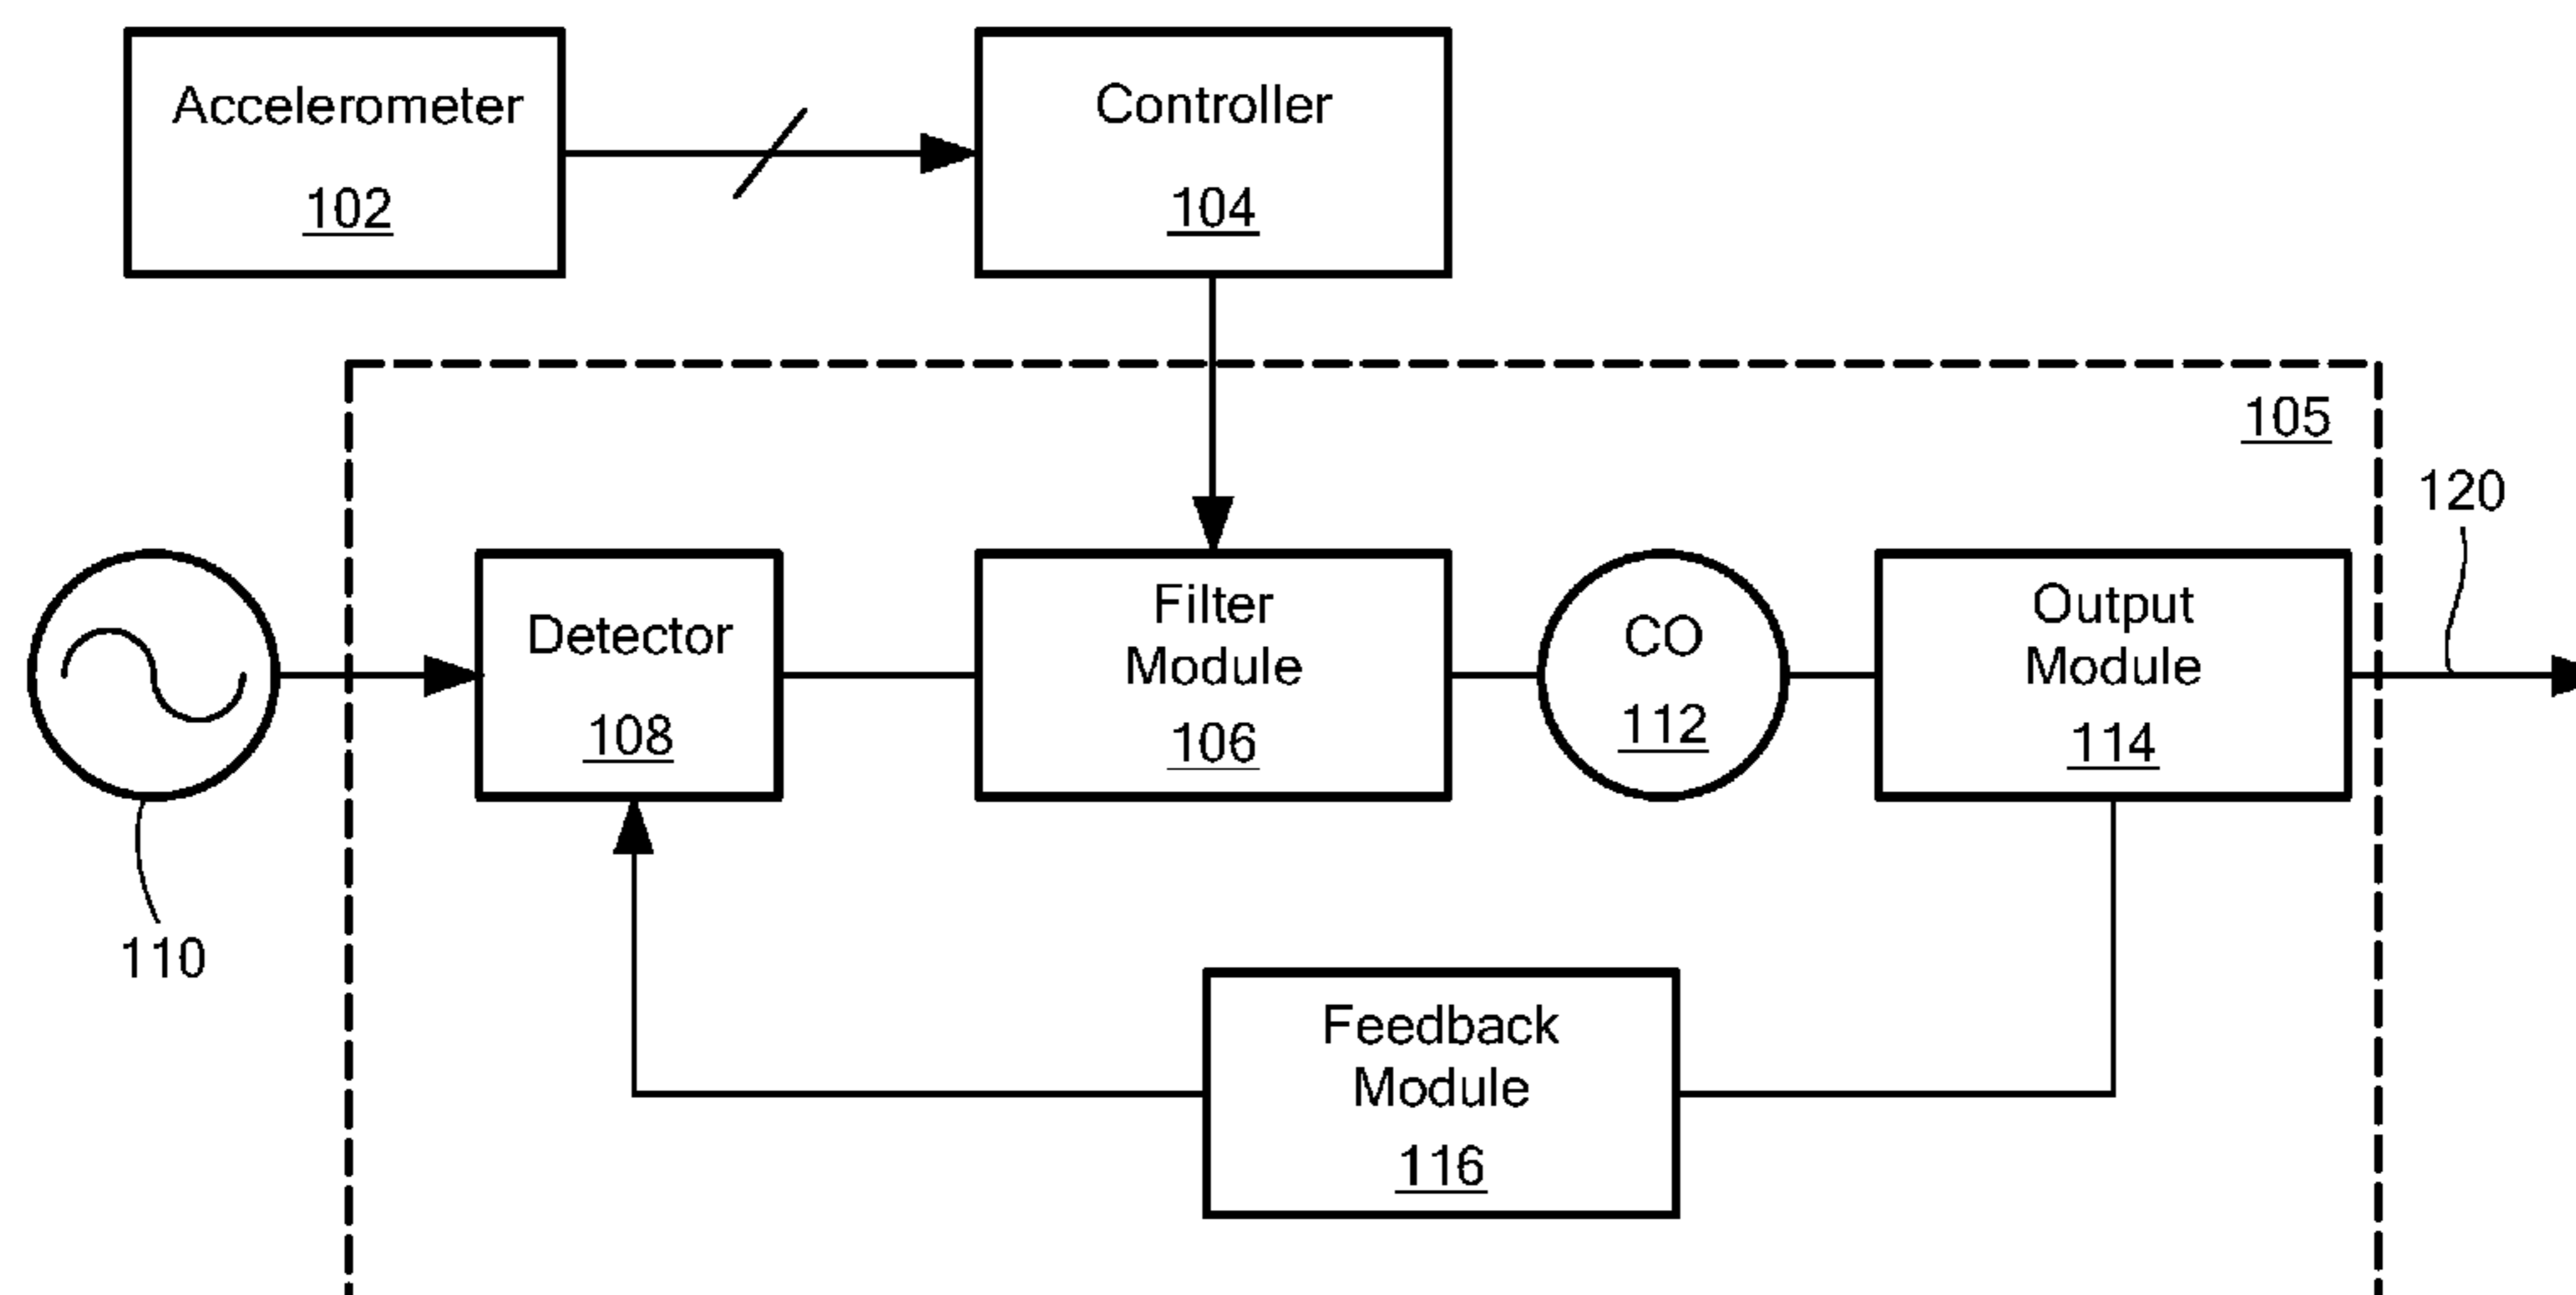 Accelerometer
102
Controller
104
105
120
Detector
108
Filter
Module
106
CO
112
Output
Module
114
110
Feedback
Module
116